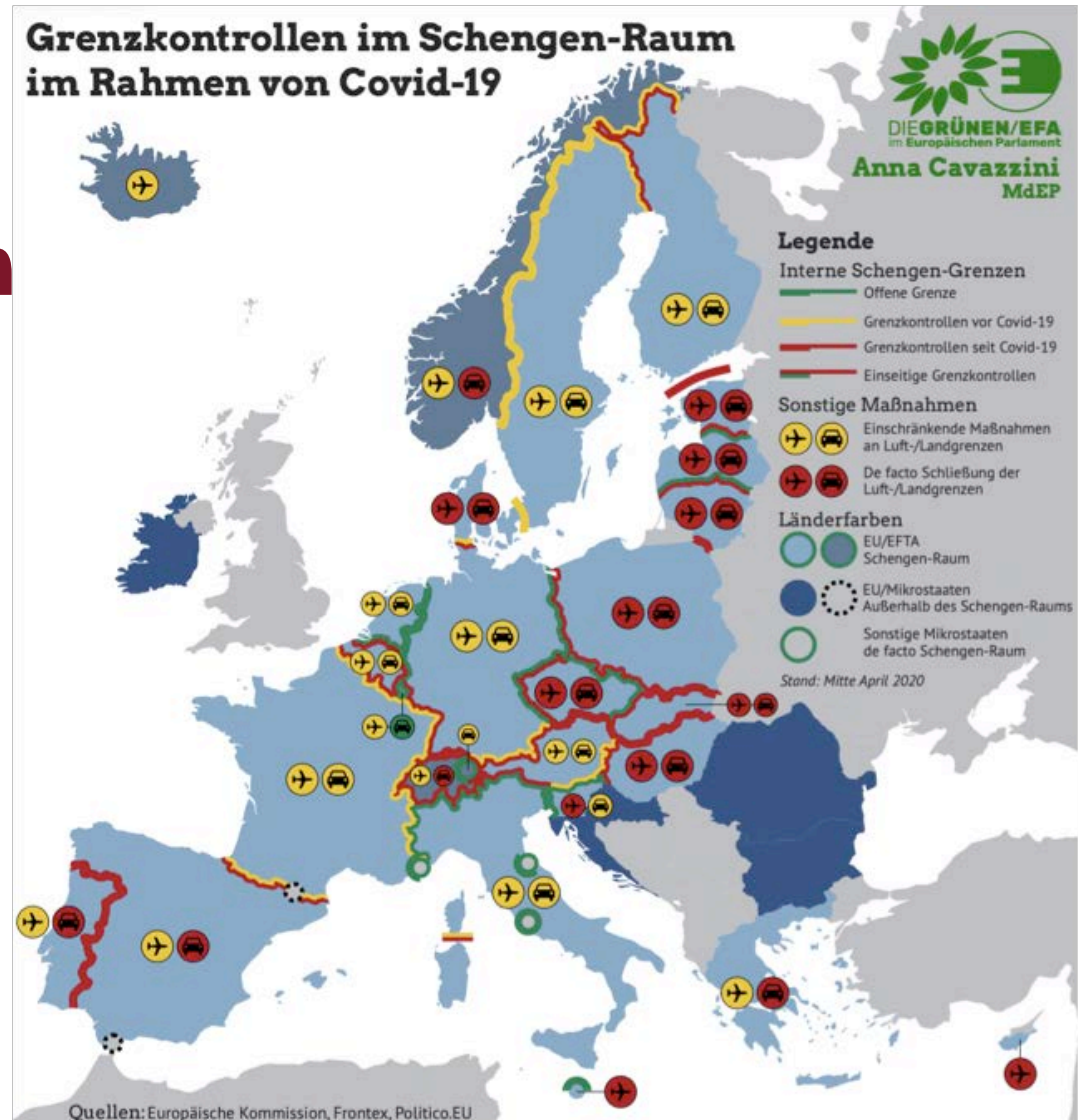 Grenzkontrollen im Schengen-Raum
im Rahmen von Covid-19
DIEGRÜNEN/EFA
im Europäischen Parlament
Anna Cavazzini
MdEP
n
Legende
Interne Schengen-Grenzen
Offene Grenze
Grenzkontrollen vor Covid-19
Grenzkontrollen seit Covid-19
Einseitige Grenzkontrollen
Sonstige Maßnahmen
Einschränkende Maßnahmen
an Luft-/Landgrenzen
De facto Schließung der
Luft-/Landgrenzen
Länderfarben
EU/EFTA
Schengen-Raum
EU/Mikrostaaten
Außerhalb des Schengen-Raums
Sonstige Mikrostaaten
de facto Schengen-Raum
Stand: Mitte April 2020
Quellen: Europäische Kommission, Frontex, Politico.EU